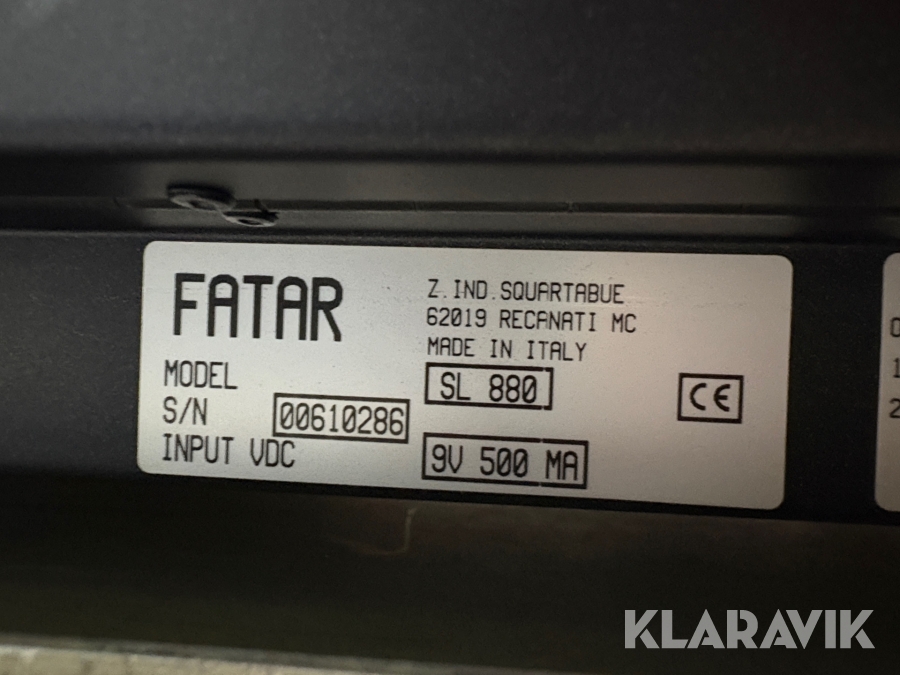 FATAR
Z.IND.SQUARTABUE
62019 RECANATI MC
MADE IN ITALY
MODEL SL 880
S/N 00610286
INPUT VDC 9V 500 MA
CE
KLARAVIK